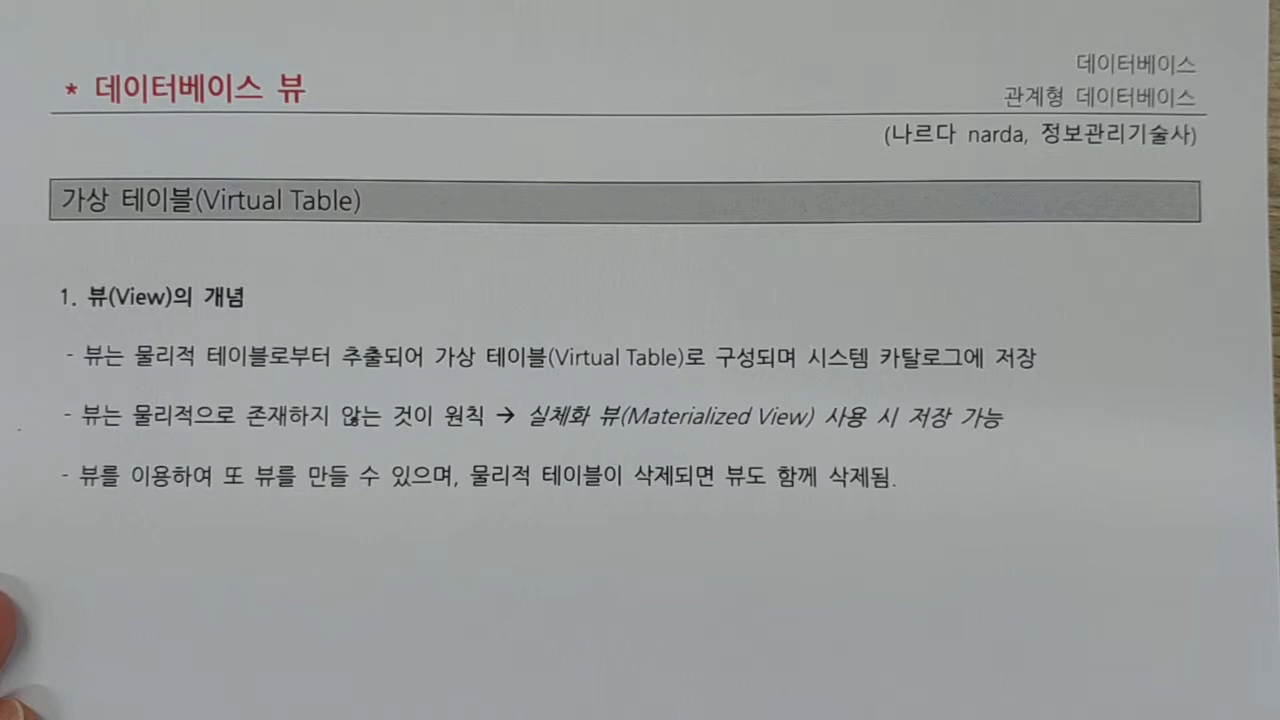 * 데이터베이스 뷰
데이터베이스
관계형 데이터베이스
(나르다 narda, 정보관리기술사)
가상 테이블(Virtual Table)
1. 뷰(View)의 개념
- 뷰는 물리적 테이블로부터 추출되어 가상 테이블(Virtual Table)로 구성되며 시스템 카탈로그에 저장
- 뷰는 물리적으로 존재하지 않는 것이 원칙 → 실체화 뷰(Materialized View) 사용 시 저장 가능
- 뷰를 이용하여 또 뷰를 만들 수 있으며, 물리적 테이블이 삭제되면 뷰도 함께 삭제됨.